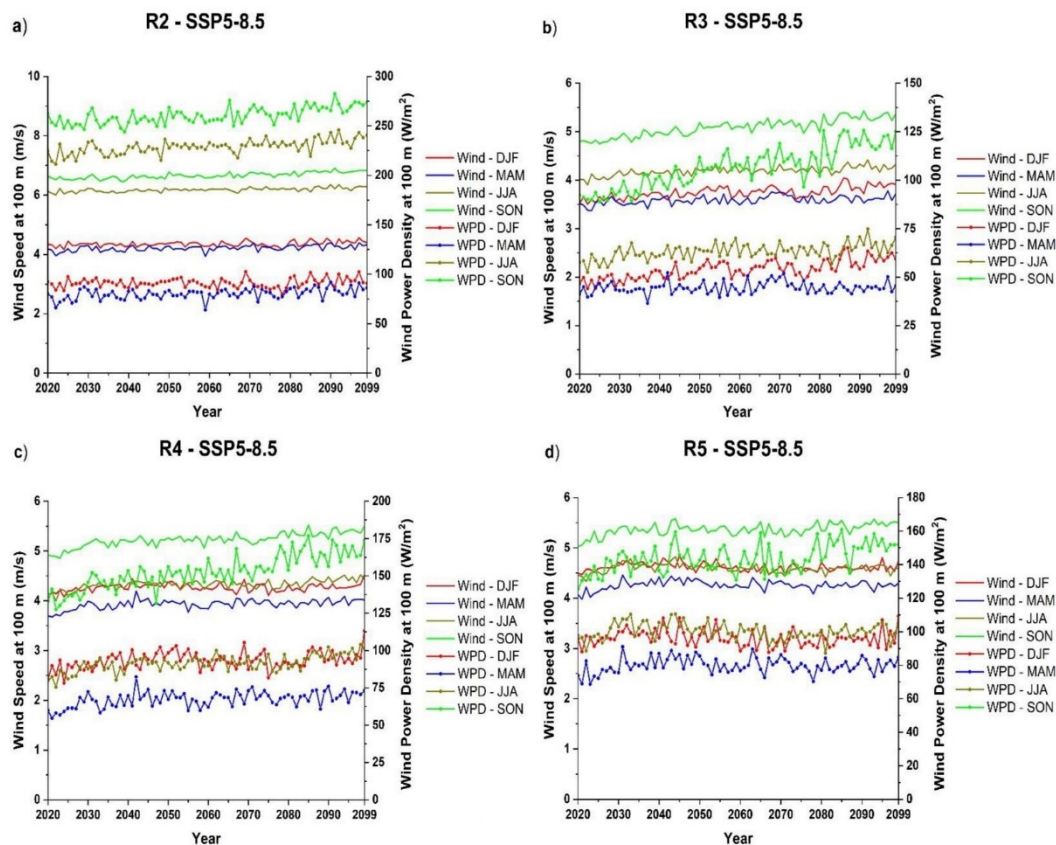 a)
R2 - SSP5-8.5
Wind Speed at 100 m (m/s)
10
8
6
4
2
0
300
250
225
200
175
150
125
100
75
50
25
0
Wind Power Density at 100 m (W/m²)
2020 2030 2040 2050 2060 2070 2080 2090 2099
Year
Wind - DJF
Wind - MAM
Wind - JJA
Wind - SON
WPD - DJF
WPD - MAM
WPD - JJA
WPD - SON
b)
R3 - SSP5-8.5
Wind Speed at 100 m (m/s)
6
5
4
3
2
1
0
150
125
100
75
50
25
0
Wind Power Density at 100 m (W/m²)
2020 2030 2040 2050 2060 2070 2080 2090 2099
Year
Wind - DJF
Wind - MAM
Wind - JJA
Wind - SON
WPD - DJF
WPD - MAM
WPD - JJA
WPD - SON
c)
R4 - SSP5-8.5
Wind Speed at 100 m (m/s)
6
5
4
3
2
1
0
200
175
150
125
100
75
50
25
0
Wind Power Density at 100 m (W/m²)
2020 2030 2040 2050 2060 2070 2080 2090 2099
Year
Wind - DJF
Wind - MAM
Wind - JJA
Wind - SON
WPD - DJF
WPD - MAM
WPD - JJA
WPD - SON
d)
R5 - SSP5-8.5
Wind Speed at 100 m (m/s)
6
5
4
3
2
1
0
180
160
140
120
100
80
60
40
20
0
Wind Power Density at 100 m (W/m²)
2020 2030 2040 2050 2060 2070 2080 2090 2099
Year
Wind - DJF
Wind - MAM
Wind - JJA
Wind - SON
WPD - DJF
WPD - MAM
WPD - JJA
WPD - SON